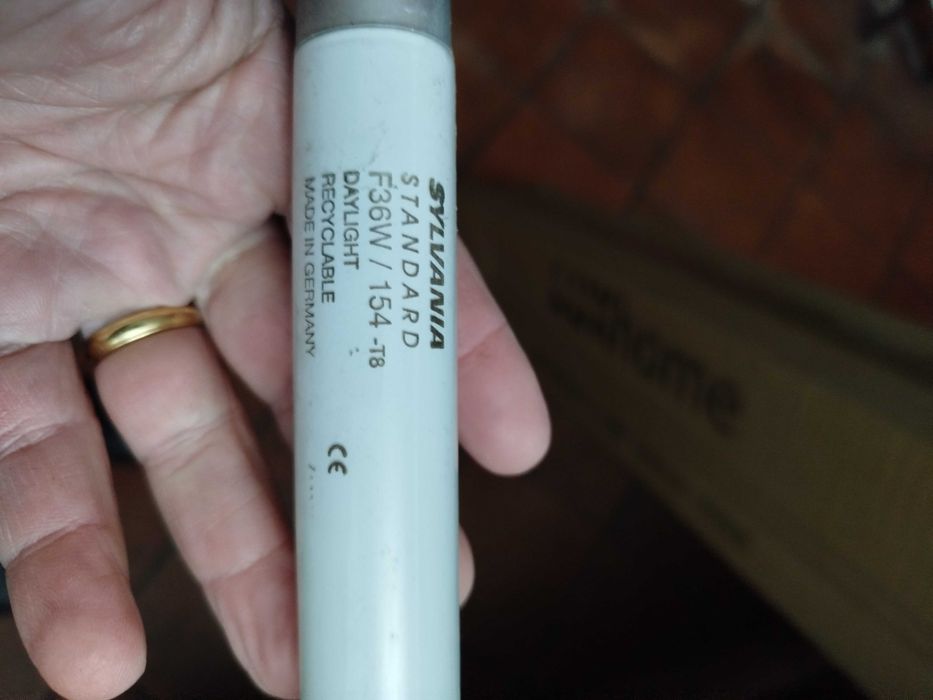 SYLVANIA
STANDARD
F36W / 154 -T8
DAYLIGHT
RECYCLABLE
MADE IN GERMANY
CE